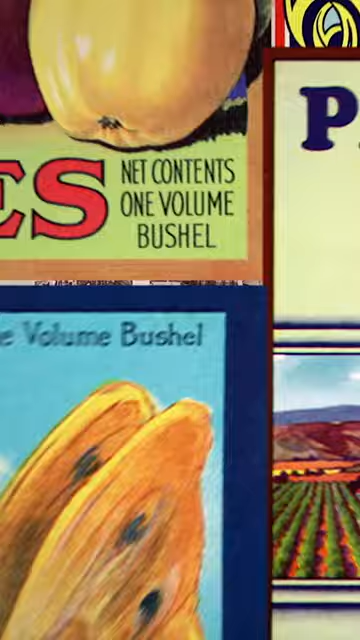 ES
NET CONTENTS
ONE VOLUME
BUSHEL
e Volume Bushel
P